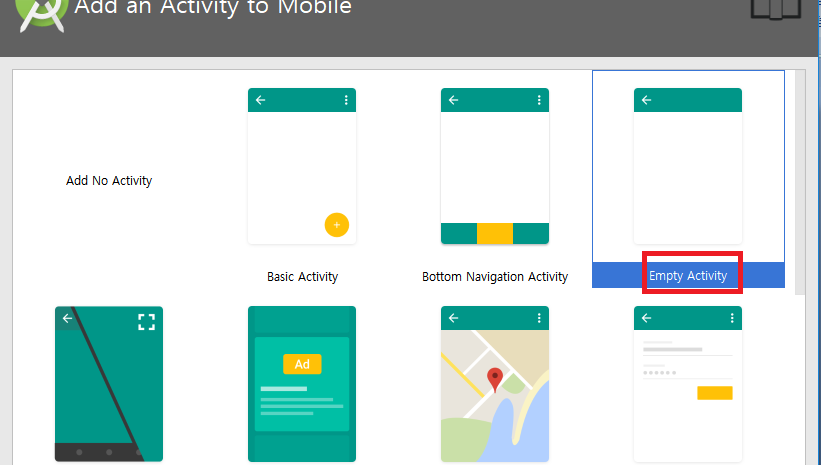 Add an Activity to Mobile
Add No Activity
+
Basic Activity
Bottom Navigation Activity
Empty Activity
Ad